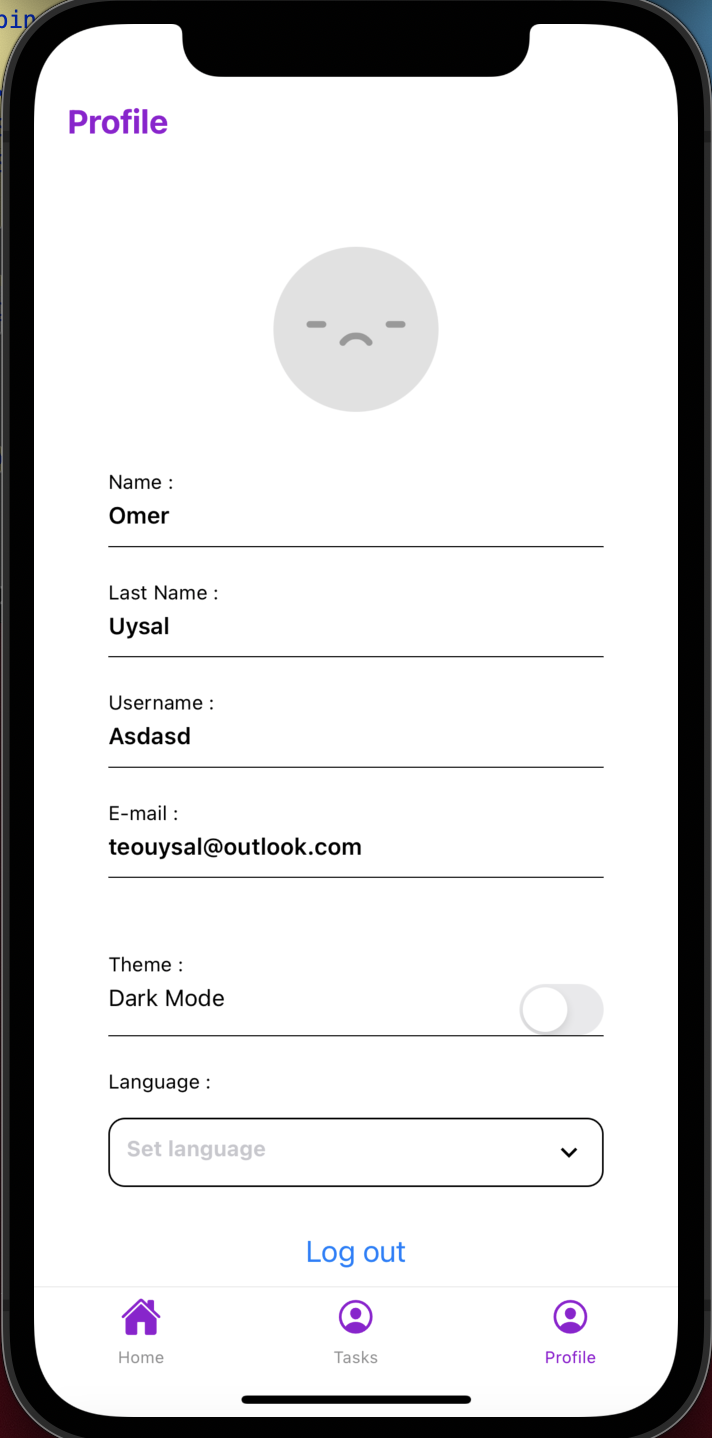 Profile
Name :
Omer
Last Name :
Uysal
Username :
Asdasd
E-mail :
teouysal@outlook.com
Theme :
Dark Mode
Language :
Set language
Log out
Home
Tasks
Profile